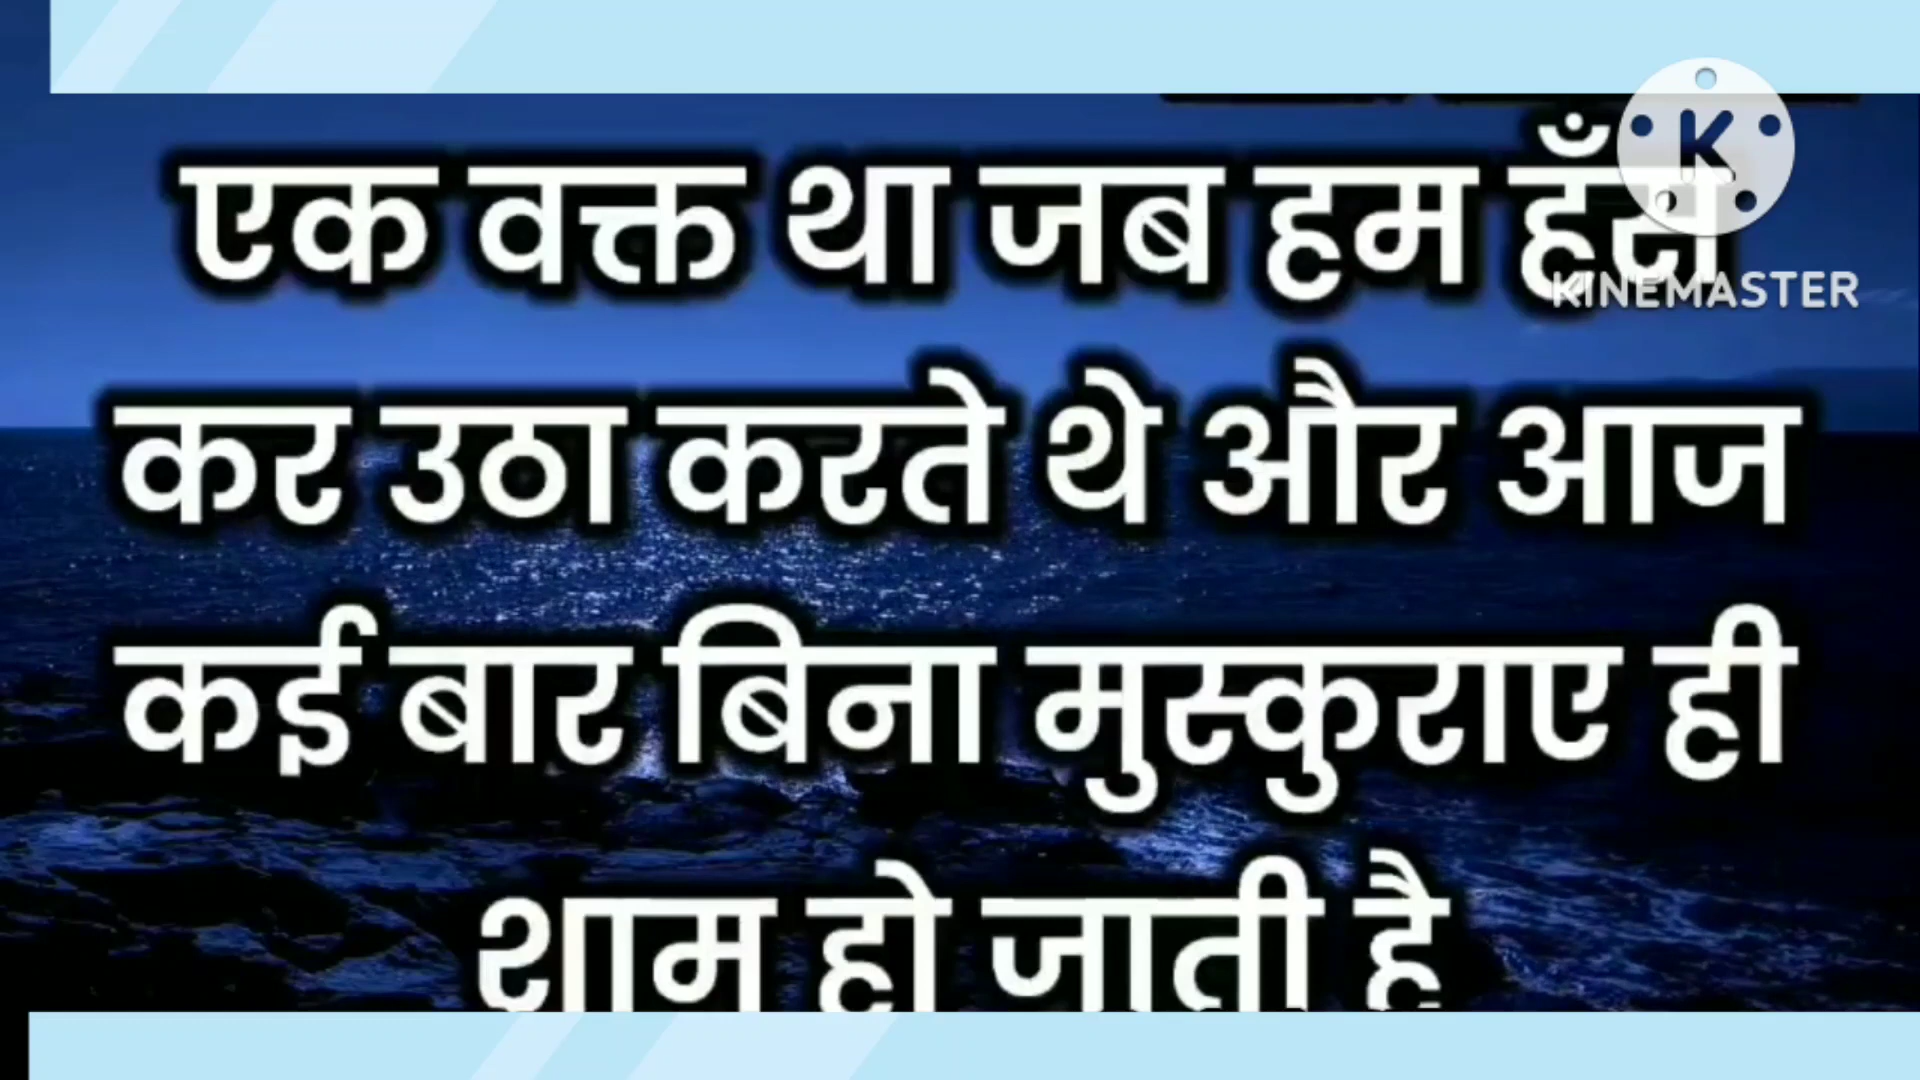 एक वक्त था जब हम हँस
KINEMASTER
कर उठा करते थे और आज
कई बार बिना मुस्कुराए ही
शाम हो जाती है